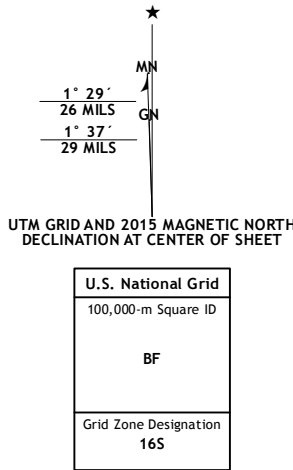 MN
1° 29´
26 MILS
GN
1° 37´
29 MILS
UTM GRID AND 2015 MAGNETIC NORTH
DECLINATION AT CENTER OF SHEET
U.S. National Grid
100,000-m Square ID
BF
Grid Zone Designation
16S